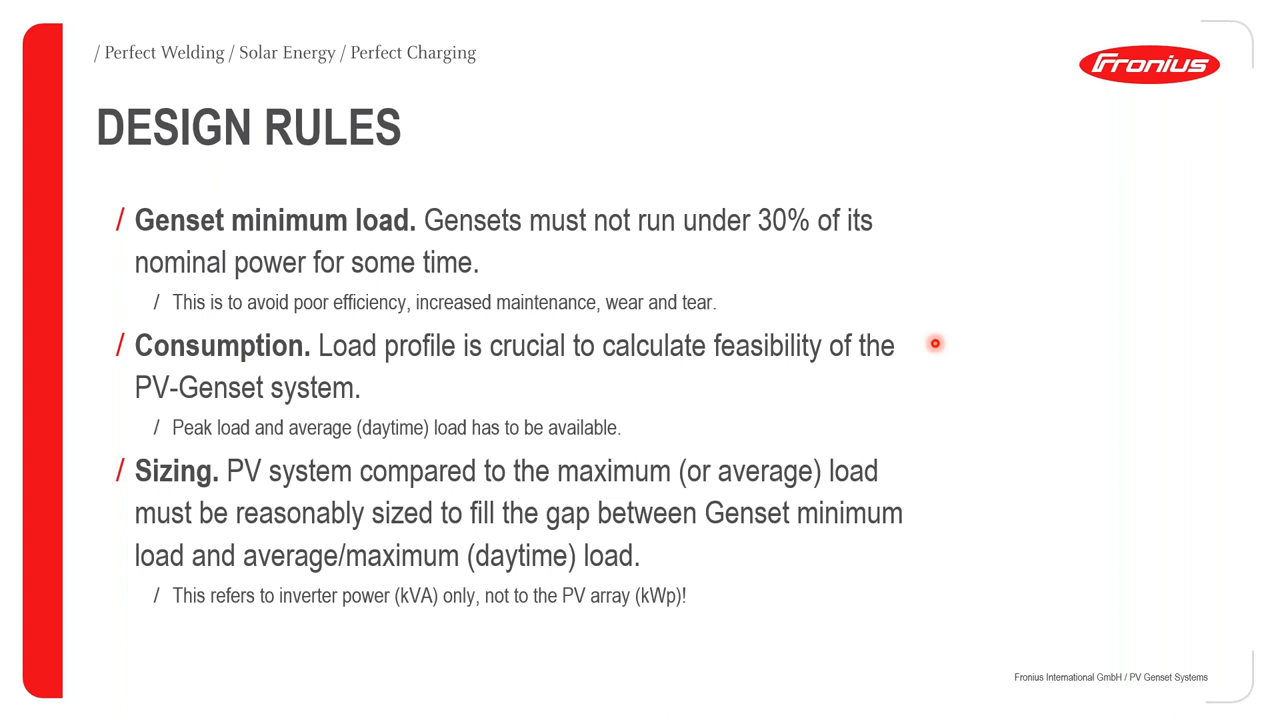 / Perfect Welding / Solar Energy / Perfect Charging
Fronius
DESIGN RULES
/ Genset minimum load. Gensets must not run under 30% of its
nominal power for some time.
/ This is to avoid poor efficiency, increased maintenance, wear and tear.
/ Consumption. Load profile is crucial to calculate feasibility of the
PV-Genset system.
/ Peak load and average (daytime) load has to be available.
/ Sizing. PV system compared to the maximum (or average) load
must be reasonably sized to fill the gap between Genset minimum
load and average/maximum (daytime) load.
/ This refers to inverter power (kVA) only, not to the PV array (kWp)!
Fronius International GmbH / PV Genset Systems